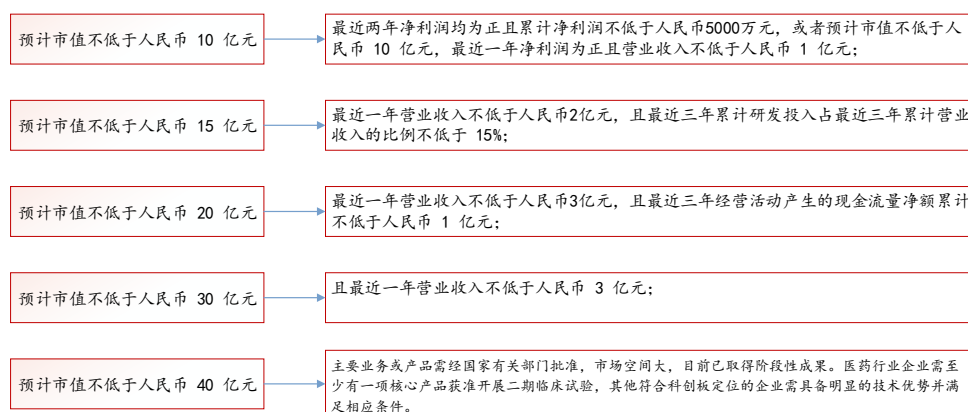 预计市值不低于人民币 10 亿元
最近两年净利润均为正且累计净利润不低于人民币5000万元，或者预计市值不低于人
民币 10 亿元，最近一年净利润为正且营业收入不低于人民币 1 亿元；
预计市值不低于人民币 15 亿元
最近一年营业收入不低于人民币2亿元，且最近三年累计研发投入占最近三年累计营业
收入的比例不低于 15%；
预计市值不低于人民币 20 亿元
最近一年营业收入不低于人民币3亿元，且最近三年经营活动产生的现金流量净额累计
不低于人民币 1 亿元；
预计市值不低于人民币 30 亿元
且最近一年营业收入不低于人民币 3 亿元；
预计市值不低于人民币 40 亿元
主要业务或产品需经国家有关部门批准，市场空间大，目前已取得阶段性成果。医药行业企业需至
少有一项核心产品获准开展二期临床试验，其他符合科创板定位的企业需具备明显的技术优势并满
足相应条件。